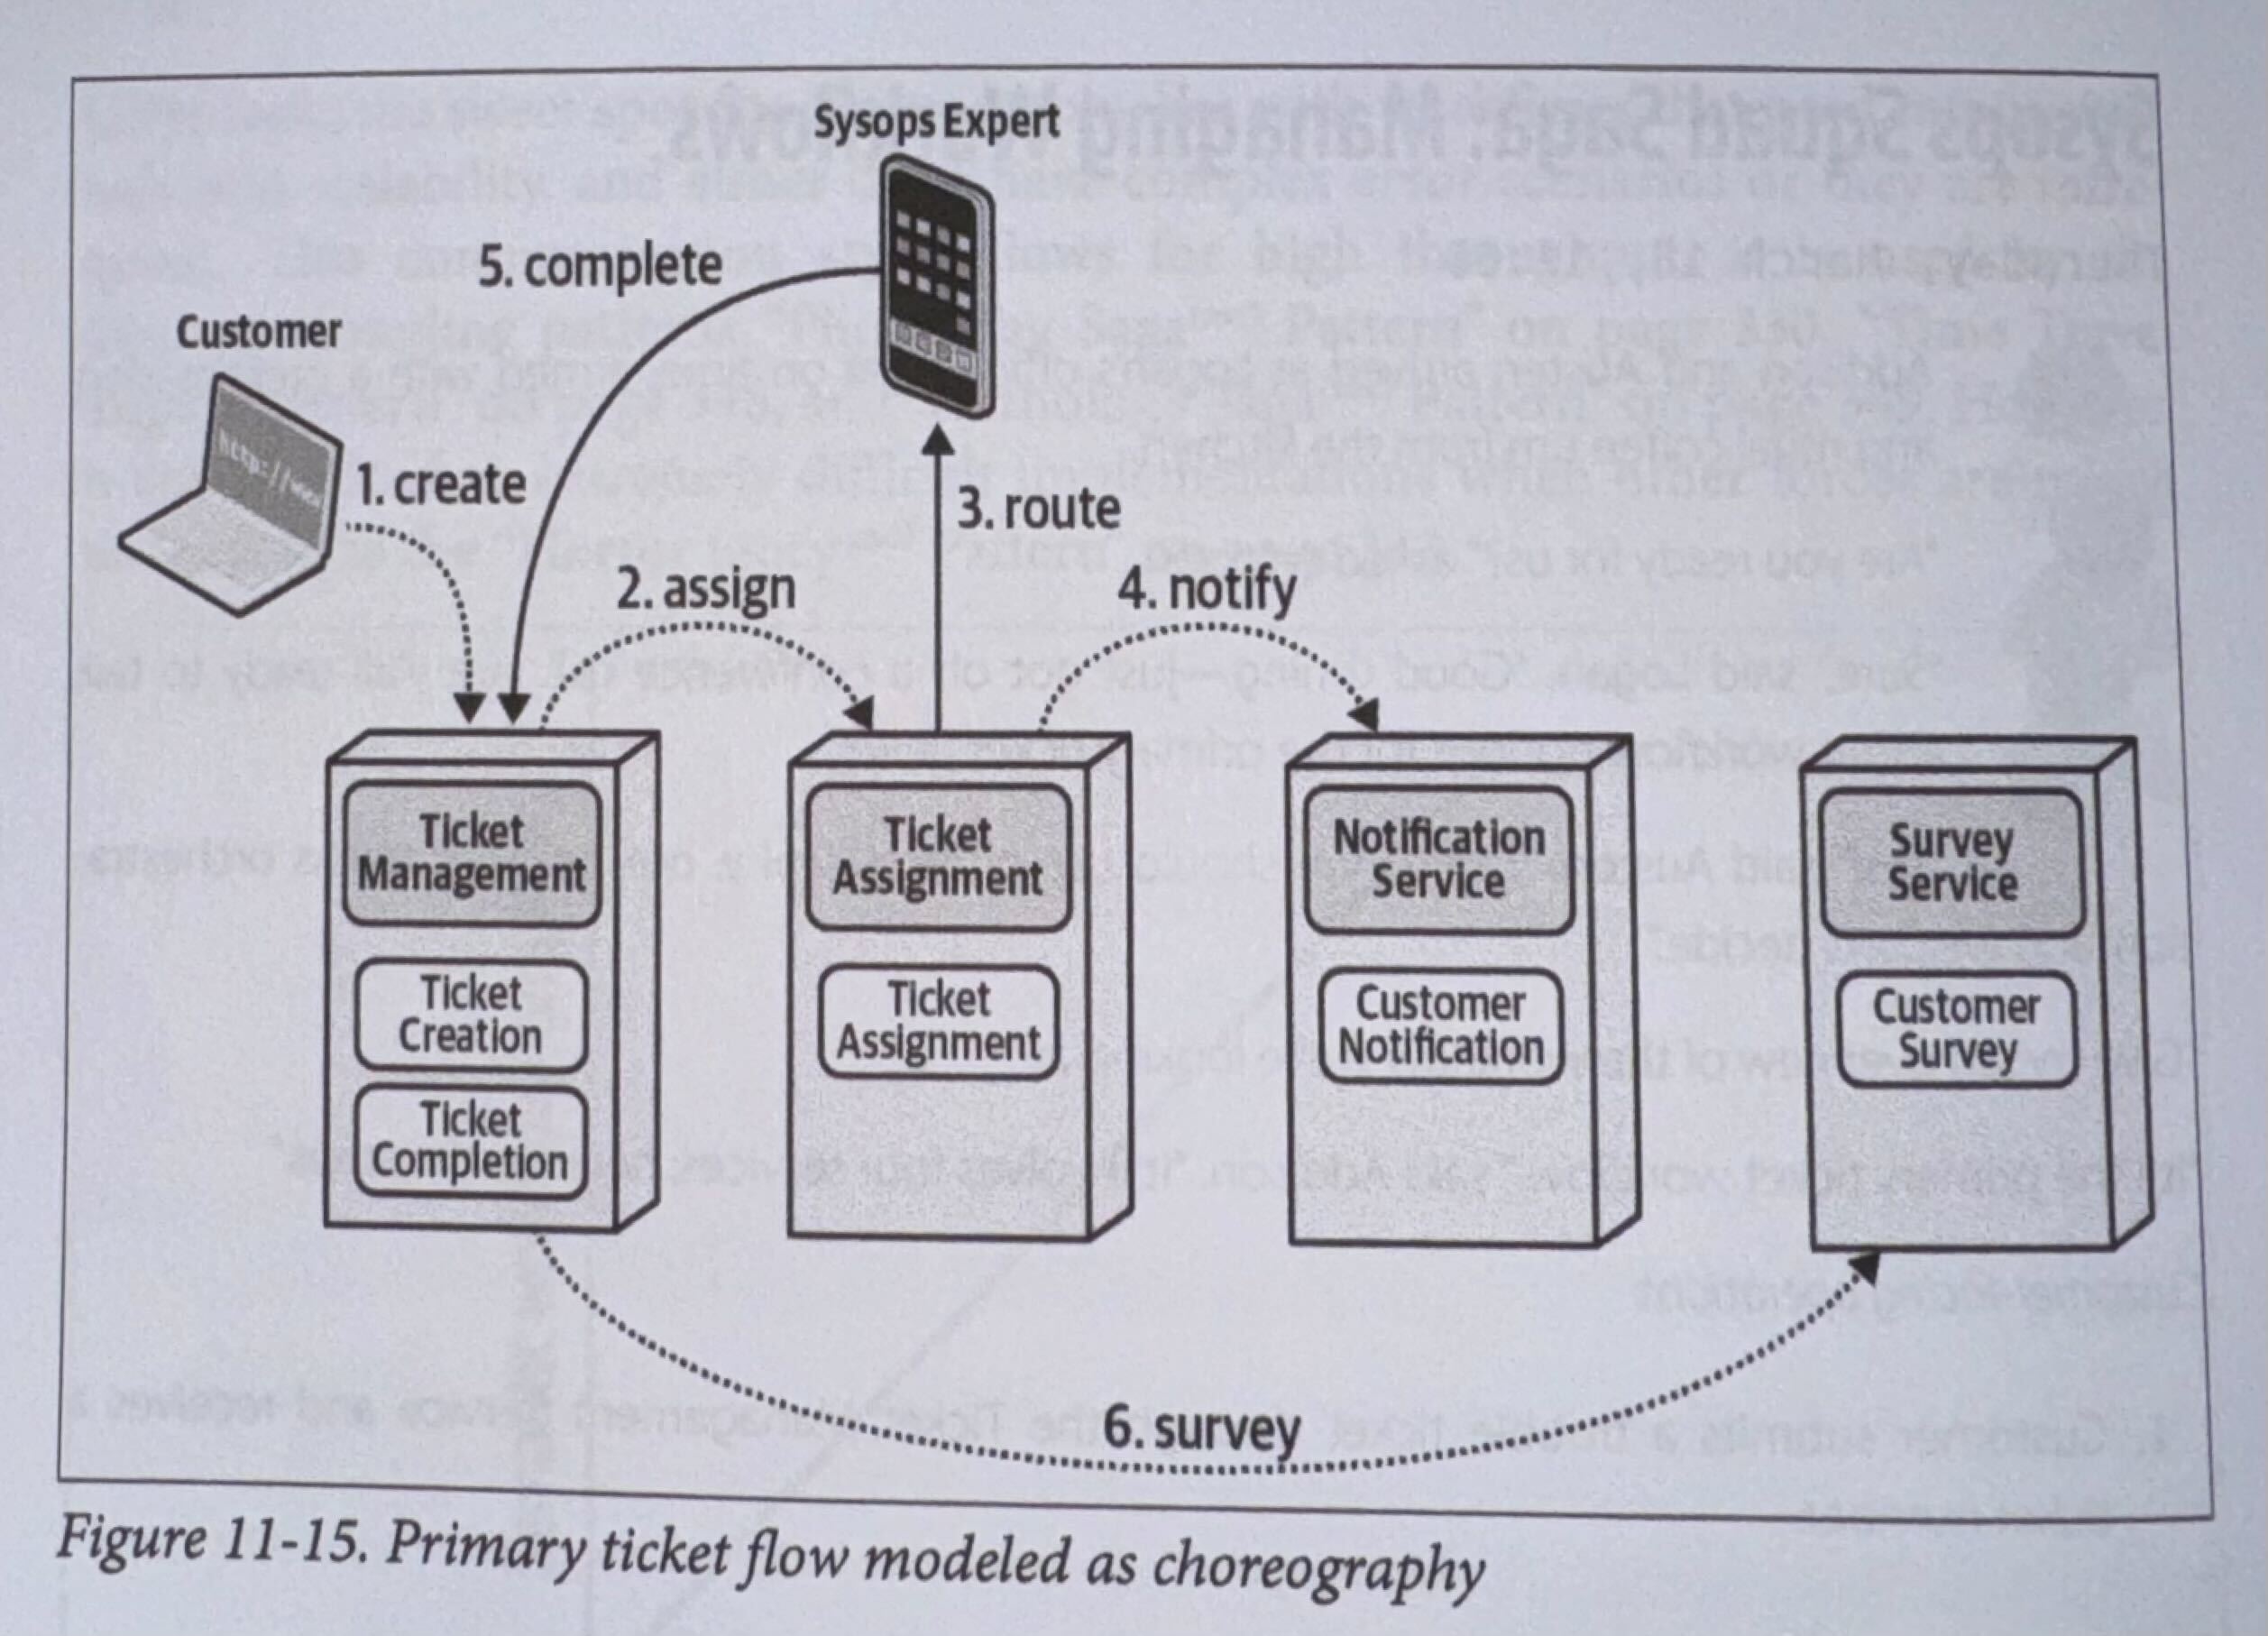 Sysops Expert
5. complete
Customer
http://www
1. create
3. route
2. assign
4. notify
Ticket
Management
Ticket
Creation
Ticket
Completion
Ticket
Assignment
Ticket
Assignment
Notification
Service
Customer
Notification
Survey
Service
Customer
Survey
6. survey
Figure 11-15. Primary ticket flow modeled as choreography